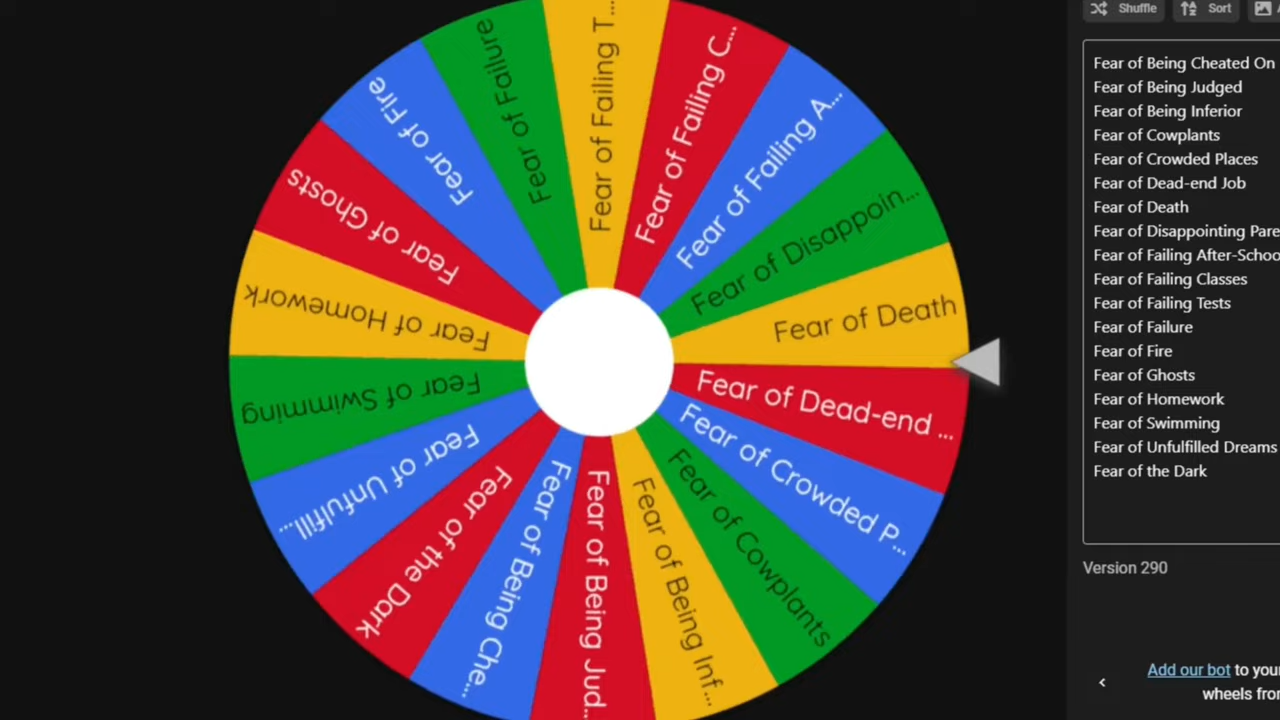 Shuffle
Sort
Fear of Failing T...
Fear of Failing C...
Fear of Failing A...
Fear of Disappoin...
Fear of Death
Fear of Dead-end ...
Fear of Crowded P...
Fear of Cowplants
Fear of Being Inf...
Fear of Being Jud...
Fear of Being Che...
Fear of the Dark
Fear of Unfulfill...
Fear of Swimming
Fear of Homework
Fear of Ghosts
Fear of Fire
Fear of Failure
Fear of Being Cheated On
Fear of Being Judged
Fear of Being Inferior
Fear of Cowplants
Fear of Crowded Places
Fear of Dead-end Job
Fear of Death
Fear of Disappointing Pare
Fear of Failing After-Schoo
Fear of Failing Classes
Fear of Failing Tests
Fear of Failure
Fear of Fire
Fear of Ghosts
Fear of Homework
Fear of Swimming
Fear of Unfulfilled Dreams
Fear of the Dark
Version 290
Add our bot to your
wheels from